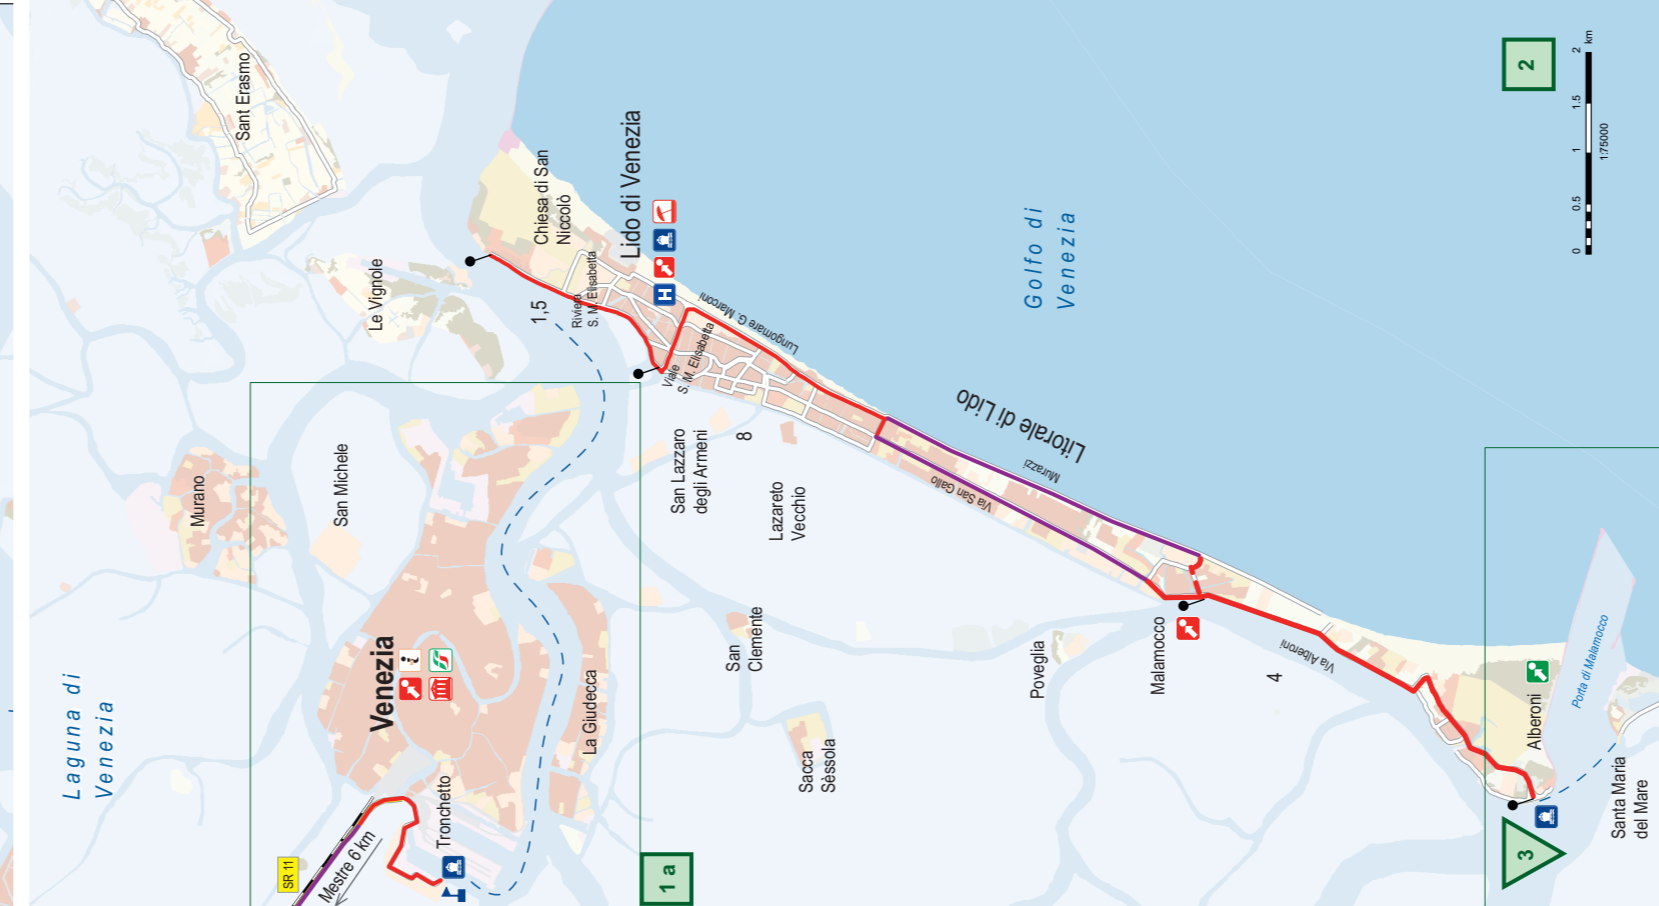 Sant Erasmo
Laguna di
Venezia
Murano
San Michele
Le Vignole
Chiesa di San
Niccolò
Lido di Venezia
H
1,5
Riviera
S. M. Elisabetta
Viale
S. M. Elisabetta
Lungomare G. Marconi
Golfo di
Venezia
Litorale di Lido
Murazzi
Via San Gallo
Venezia
i
La Giudecca
Tronchetto
SR 11
Mestre 6 km
San Lazzaro
degli Armeni
8
Lazareto
Vecchio
San
Clemente
Sacca
Sèssola
Poveglia
Malamocco
4
Via Alberoni
Alberoni
Porta di Malamocco
Santa Maria
del Mare
1 a
2
3
0
0.5
1
1.5
2
km
1:75000